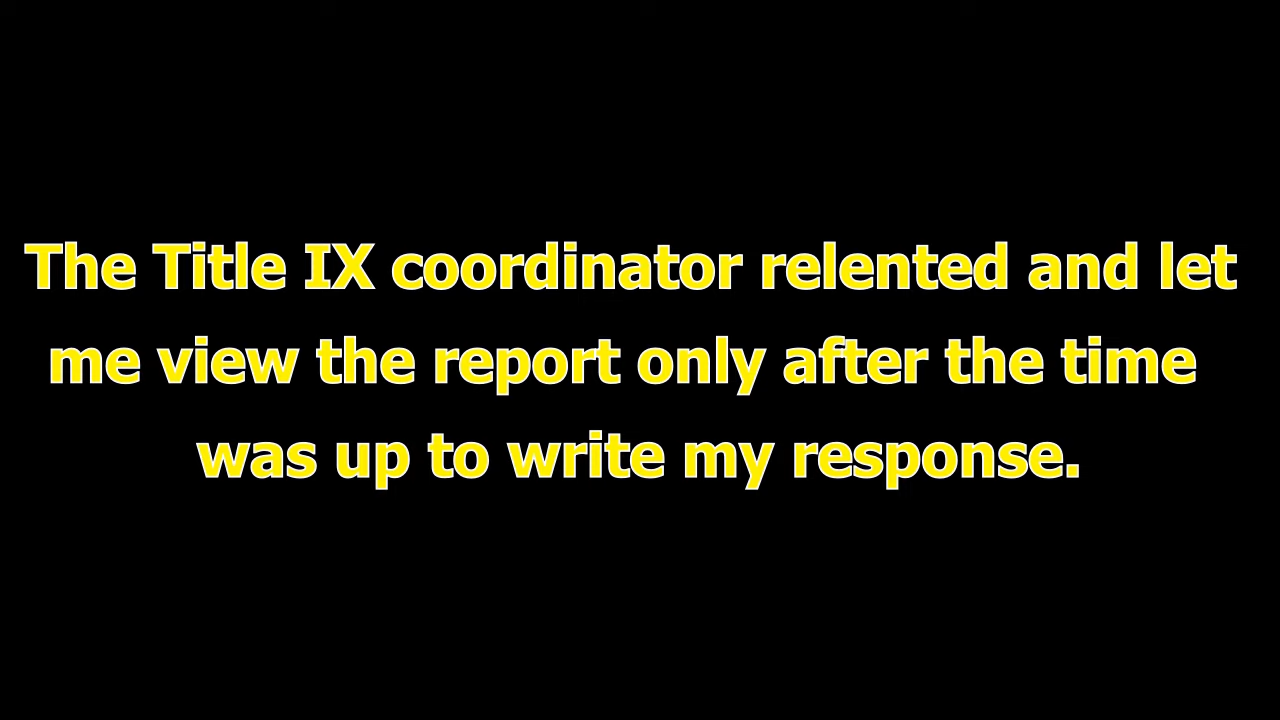 The Title IX coordinator relented and let
me view the report only after the time
was up to write my response.